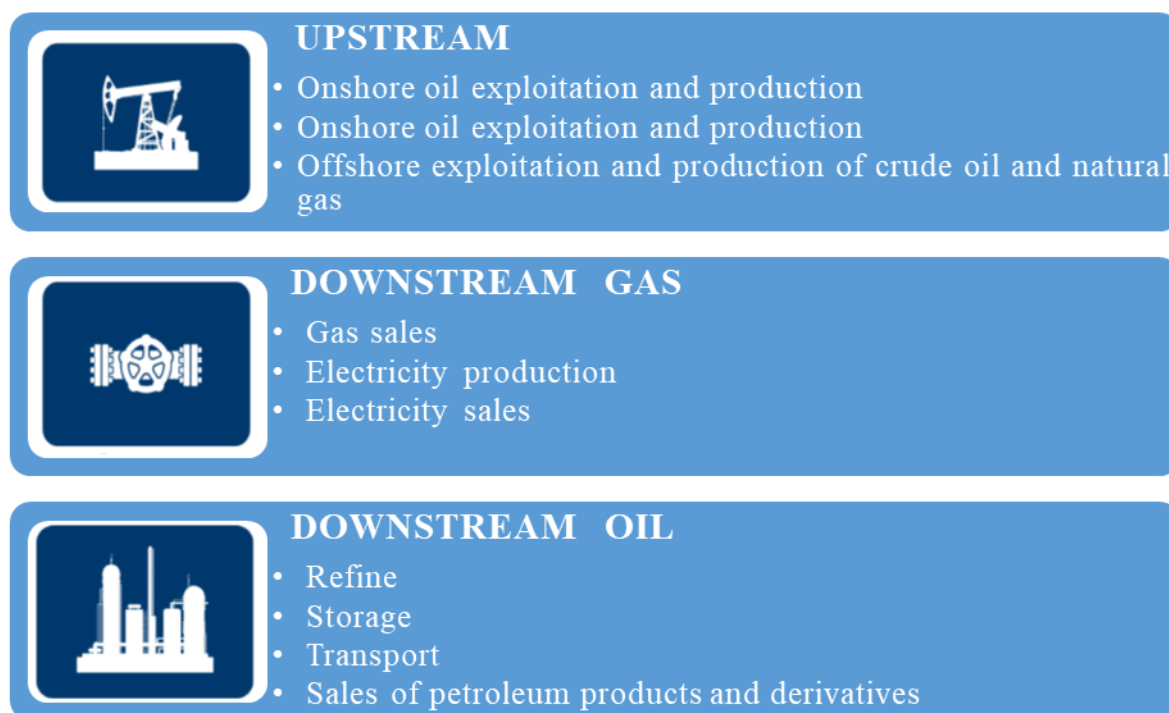 UPSTREAM
• Onshore oil exploitation and production
• Onshore oil exploitation and production
• Offshore exploitation and production of crude oil and natural
gas
DOWNSTREAM GAS
• Gas sales
• Electricity production
• Electricity sales
DOWNSTREAM OIL
• Refine
• Storage
• Transport
• Sales of petroleum products and derivatives